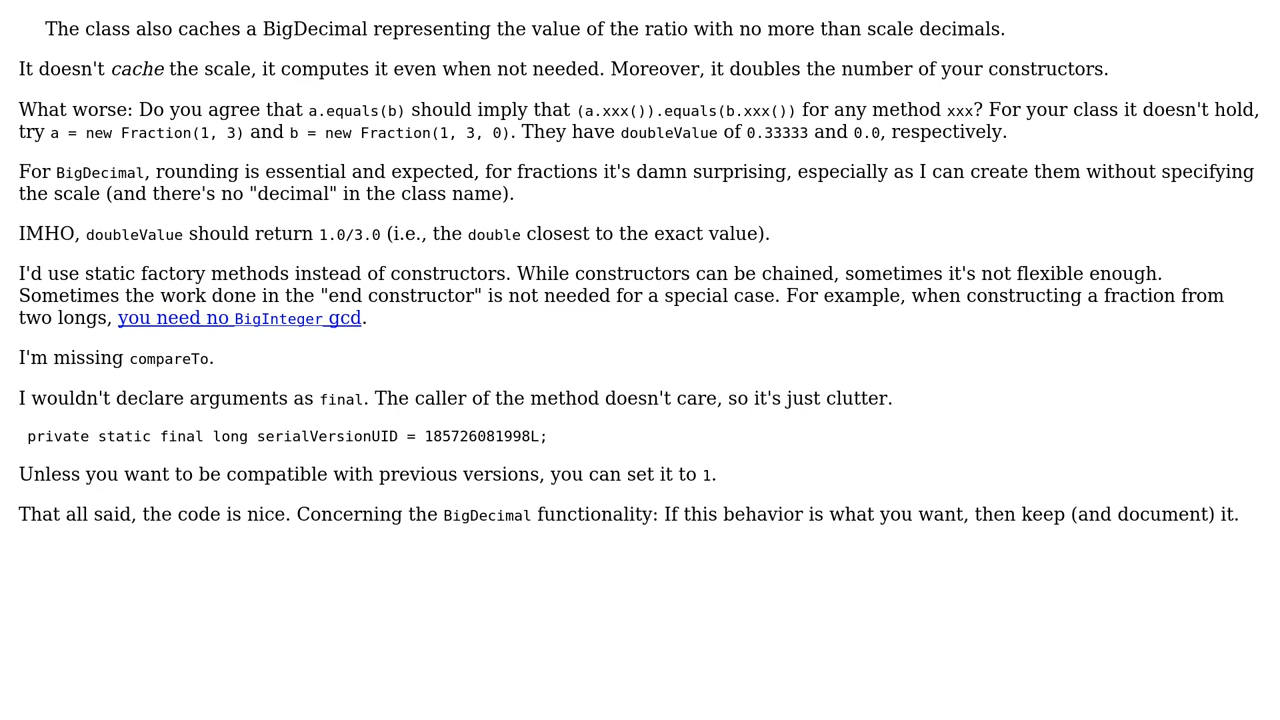 The class also caches a BigDecimal representing the value of the ratio with no more than scale decimals.
It doesn't cache the scale, it computes it even when not needed. Moreover, it doubles the number of your constructors.
What worse: Do you agree that a.equals(b) should imply that (a.xxx()).equals(b.xxx()) for any method xxx? For your class it doesn't hold,
try a = new Fraction(1, 3) and b = new Fraction(1, 3, 0). They have doubleValue of 0.33333 and 0.0, respectively.
For BigDecimal, rounding is essential and expected, for fractions it's damn surprising, especially as I can create them without specifying
the scale (and there's no "decimal" in the class name).
IMHO, doubleValue should return 1.0/3.0 (i.e., the double closest to the exact value).
I'd use static factory methods instead of constructors. While constructors can be chained, sometimes it's not flexible enough.
Sometimes the work done in the "end constructor" is not needed for a special case. For example, when constructing a fraction from
two longs, you need no BigInteger gcd.
I'm missing compareTo.
I wouldn't declare arguments as final. The caller of the method doesn't care, so it's just clutter.
private static final long serialVersionUID = 185726081998L;
Unless you want to be compatible with previous versions, you can set it to 1.
That all said, the code is nice. Concerning the BigDecimal functionality: If this behavior is what you want, then keep (and document) it.